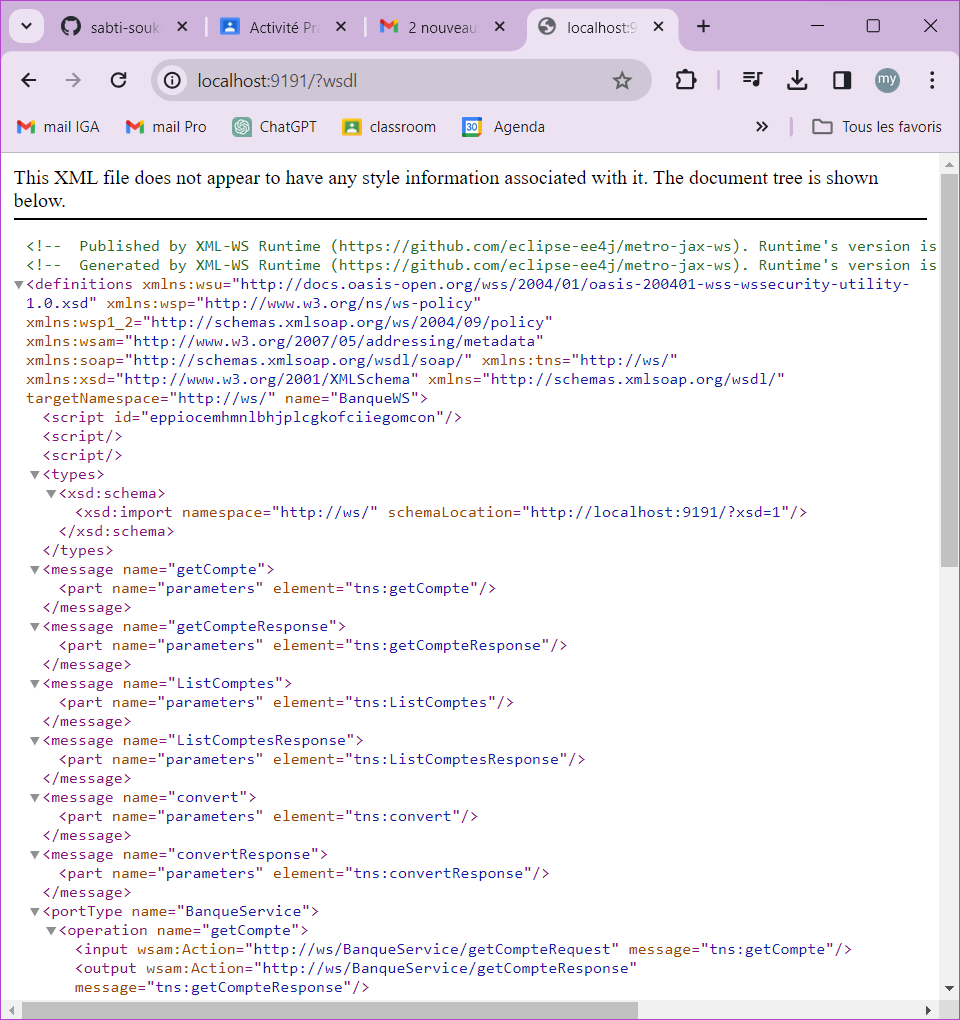 sabti-souk
Activité Pr
2 nouveau
localhost:9
localhost:9191/?wsdl
my
mail IGA
mail Pro
ChatGPT
classroom
30
Agenda
Tous les favoris
This XML file does not appear to have any style information associated with it. The document tree is shown
below.
<!--  Published by XML-WS Runtime (https://github.com/eclipse-ee4j/metro-jax-ws). Runtime's version is
<!--  Generated by XML-WS Runtime (https://github.com/eclipse-ee4j/metro-jax-ws). Runtime's version is
<definitions xmlns:wsu="http://docs.oasis-open.org/wss/2004/01/oasis-200401-wss-wssecurity-utility-
1.0.xsd" xmlns:wsp="http://www.w3.org/ns/ws-policy"
xmlns:wsp1_2="http://schemas.xmlsoap.org/ws/2004/09/policy"
xmlns:wsam="http://www.w3.org/2007/05/addressing/metadata"
xmlns:soap="http://schemas.xmlsoap.org/wsdl/soap/" xmlns:tns="http://ws/"
xmlns:xsd="http://www.w3.org/2001/XMLSchema" xmlns="http://schemas.xmlsoap.org/wsdl/"
targetNamespace="http://ws/" name="BanqueWS">
<script id="eppiocemhmnlbhjplcgkofciiegomcon"/>
<script/>
<script/>
<types>
<xsd:schema>
<xsd:import namespace="http://ws/" schemaLocation="http://localhost:9191/?xsd=1"/>
</xsd:schema>
</types>
<message name="getCompte">
<part name="parameters" element="tns:getCompte"/>
</message>
<message name="getCompteResponse">
<part name="parameters" element="tns:getCompteResponse"/>
</message>
<message name="ListComptes">
<part name="parameters" element="tns:ListComptes"/>
</message>
<message name="ListComptesResponse">
<part name="parameters" element="tns:ListComptesResponse"/>
</message>
<message name="convert">
<part name="parameters" element="tns:convert"/>
</message>
<message name="convertResponse">
<part name="parameters" element="tns:convertResponse"/>
</message>
<portType name="BanqueService">
<operation name="getCompte">
<input wsam:Action="http://ws/BanqueService/getCompteRequest" message="tns:getCompte"/>
<output wsam:Action="http://ws/BanqueService/getCompteResponse"
message="tns:getCompteResponse"/>